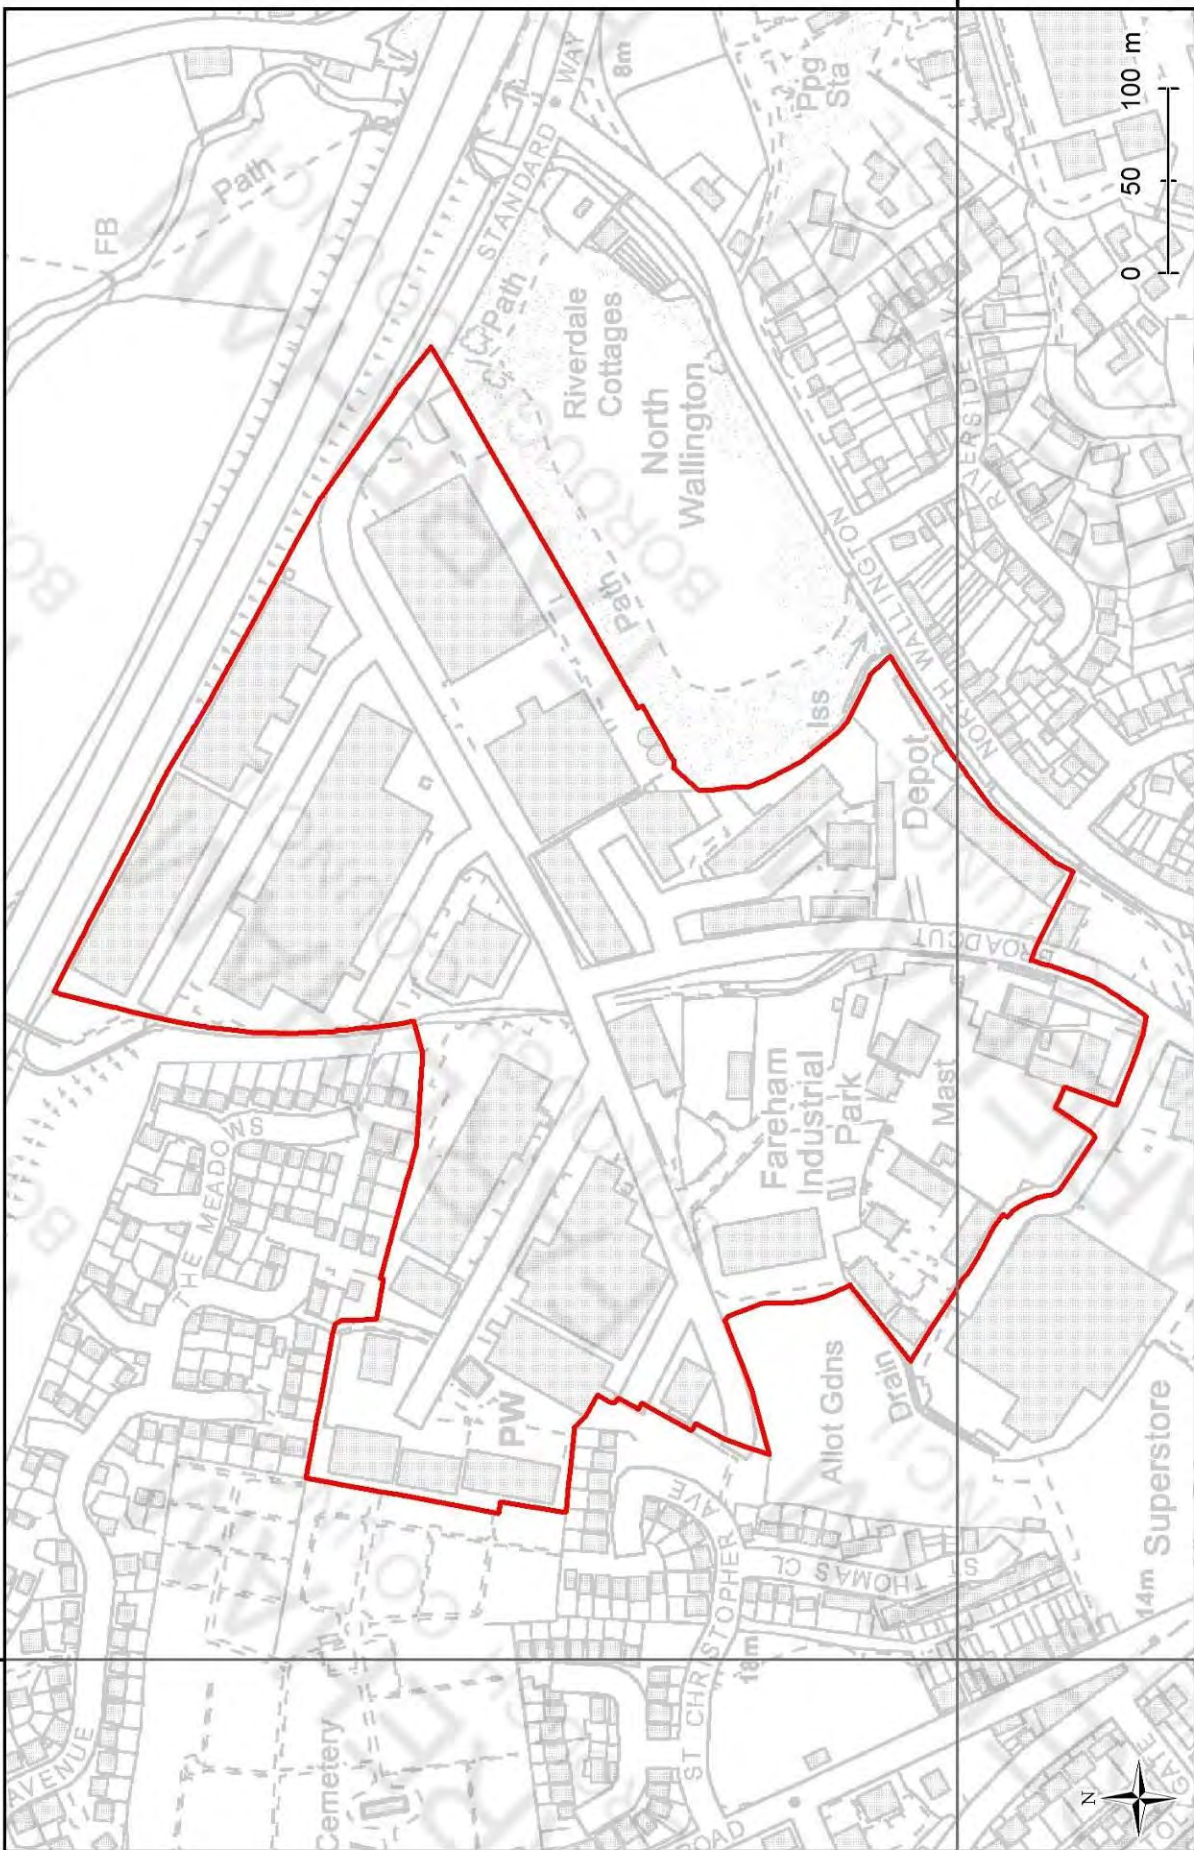 AVENUE
Cemetery
THE MEADOWS
Path
FB
STANDARD WAY
8m
Path
Riverdale
Cottages
North
Wallington
Path
Ppg
Sta
PW
Iss
Depot
NORTH WALLINGTON
RIVERSIDE
BROADCUT
Fareham
Industrial
Park
Mast
Allot Gdns
Drain
ST CHRISTOPHER AVE
ST THOMAS CL
18m
14m
Superstore
ROAD
N
0 50 100 m